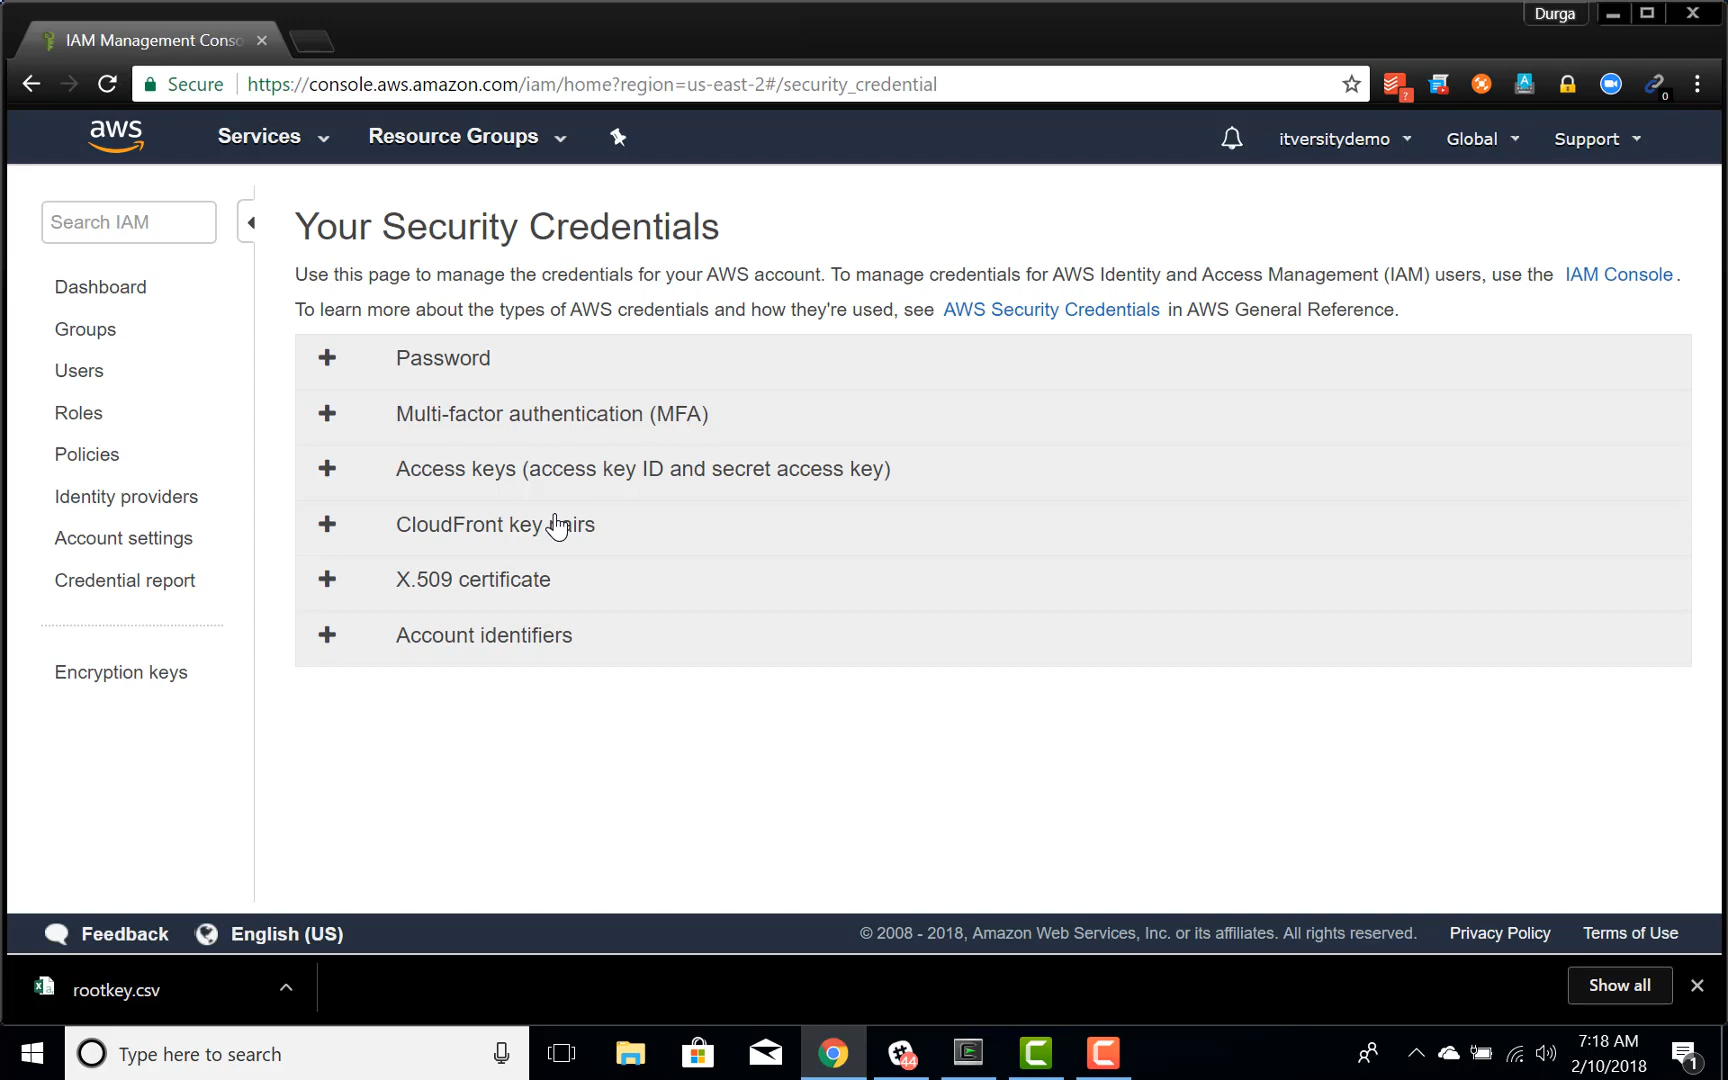 Durga
IAM Management Conso
Secure https://console.aws.amazon.com/iam/home?region=us-east-2#/security_credential
?
0
aws Services Resource Groups itversitydemo Global Support
Search IAM
Dashboard
Groups
Users
Roles
Policies
Identity providers
Account settings
Credential report
Encryption keys
Your Security Credentials
Use this page to manage the credentials for your AWS account. To manage credentials for AWS Identity and Access Management (IAM) users, use the IAM Console .
To learn more about the types of AWS credentials and how they're used, see AWS Security Credentials in AWS General Reference.
Password
Multi-factor authentication (MFA)
Access keys (access key ID and secret access key)
CloudFront key
X.509 certificate
Account identifiers
Feedback English (US) © 2008 - 2018, Amazon Web Services, Inc. or its affiliates. All rights reserved. Privacy Policy Terms of Use
rootkey.csv Show all
Type here to search
44
7:18 AM
2/10/2018
1